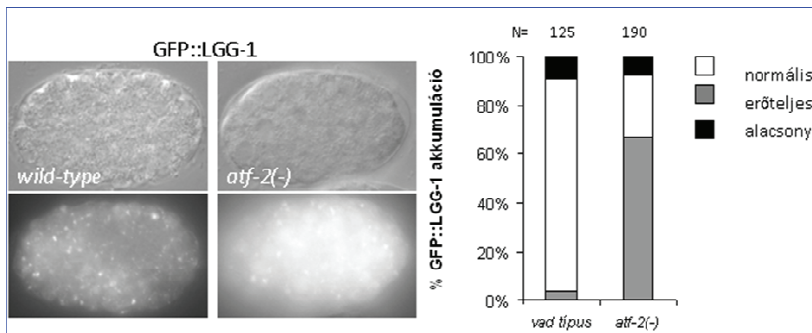 GFP::LGG-1
wild-type
atf-2(-)
N= 125 190
% GFP::LGG-1 akkumuláció
100%
80%
60%
40%
20%
0%
vad típus
atf-2(-)
normális
erőteljes
alacsony